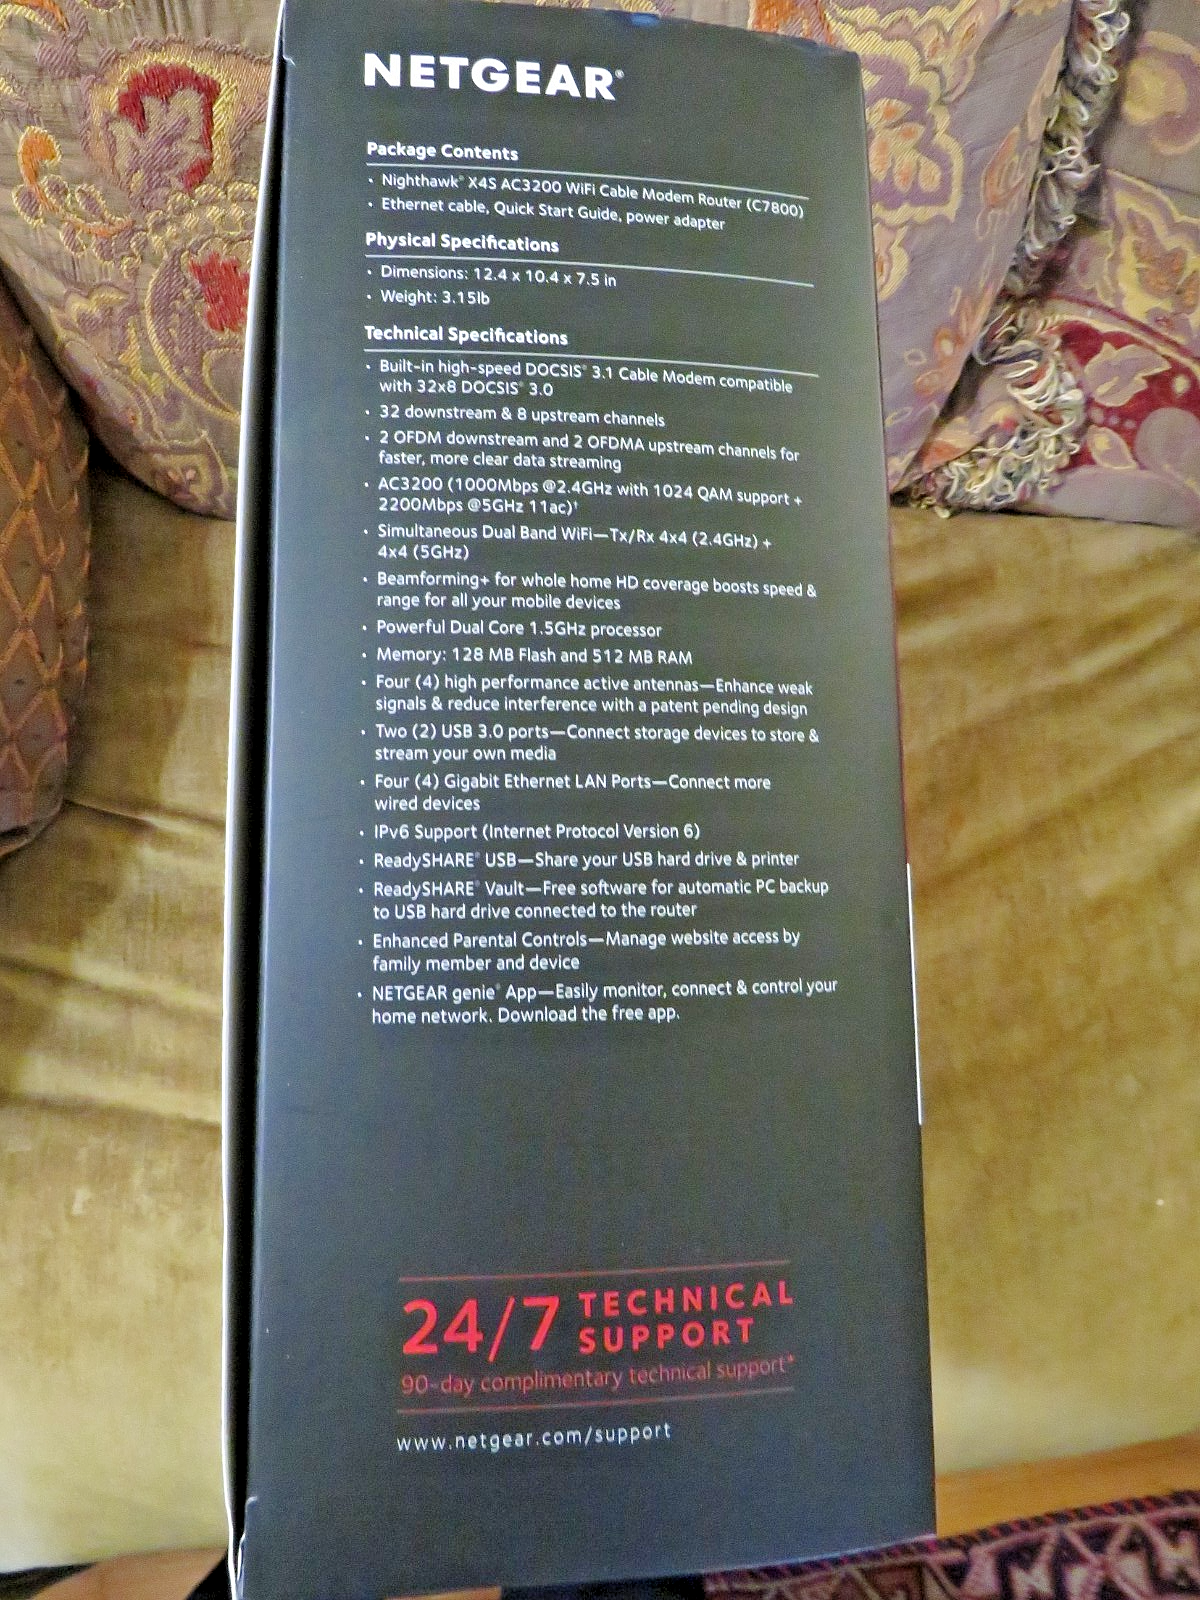 NETGEAR®
Package Contents
• Nighthawk® X4S AC3200 WiFi Cable Modem Router (C7800)
• Ethernet cable, Quick Start Guide, power adapter
Physical Specifications
• Dimensions: 12.4 x 10.4 x 7.5 in
• Weight: 3.15lb
Technical Specifications
• Built-in high-speed DOCSIS® 3.1 Cable Modem compatible
with 32x8 DOCSIS® 3.0
• 32 downstream & 8 upstream channels
• 2 OFDM downstream and 2 OFDMA upstream channels for
faster, more clear data streaming
• AC3200 (1000Mbps @2.4GHz with 1024 QAM support +
2200Mbps @5GHz 11ac)†
• Simultaneous Dual Band WiFi—Tx/Rx 4x4 (2.4GHz) +
4x4 (5GHz)
• Beamforming+ for whole home HD coverage boosts speed &
range for all your mobile devices
• Powerful Dual Core 1.5GHz processor
• Memory: 128 MB Flash and 512 MB RAM
• Four (4) high performance active antennas—Enhance weak
signals & reduce interference with a patent pending design
• Two (2) USB 3.0 ports—Connect storage devices to store &
stream your own media
• Four (4) Gigabit Ethernet LAN Ports—Connect more
wired devices
• IPv6 Support (Internet Protocol Version 6)
• ReadySHARE® USB—Share your USB hard drive & printer
• ReadySHARE® Vault—Free software for automatic PC backup
to USB hard drive connected to the router
• Enhanced Parental Controls—Manage website access by
family member and device
• NETGEAR genie® App—Easily monitor, connect & control your
home network. Download the free app.
24/7 TECHNICAL
SUPPORT
90-day complimentary technical support*
www.netgear.com/support